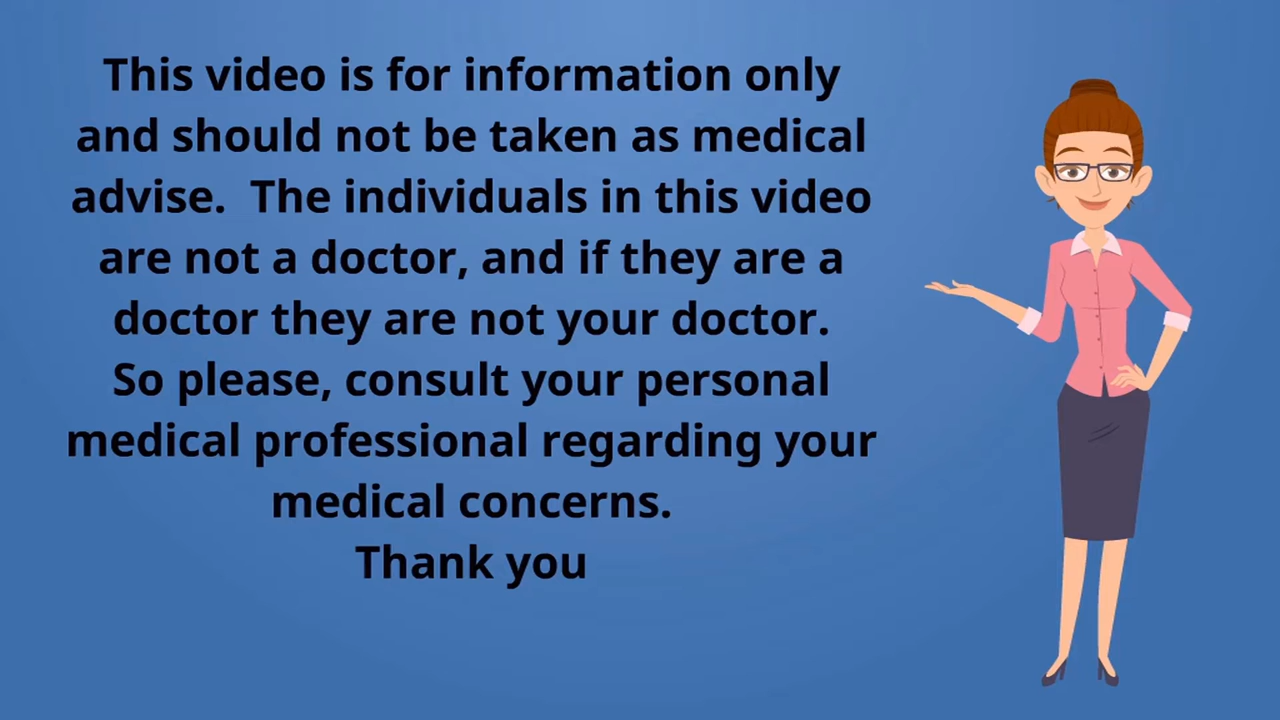 This video is for information only
and should not be taken as medical
advise.  The individuals in this video
are not a doctor, and if they are a
doctor they are not your doctor.
So please, consult your personal
medical professional regarding your
medical concerns.
Thank you